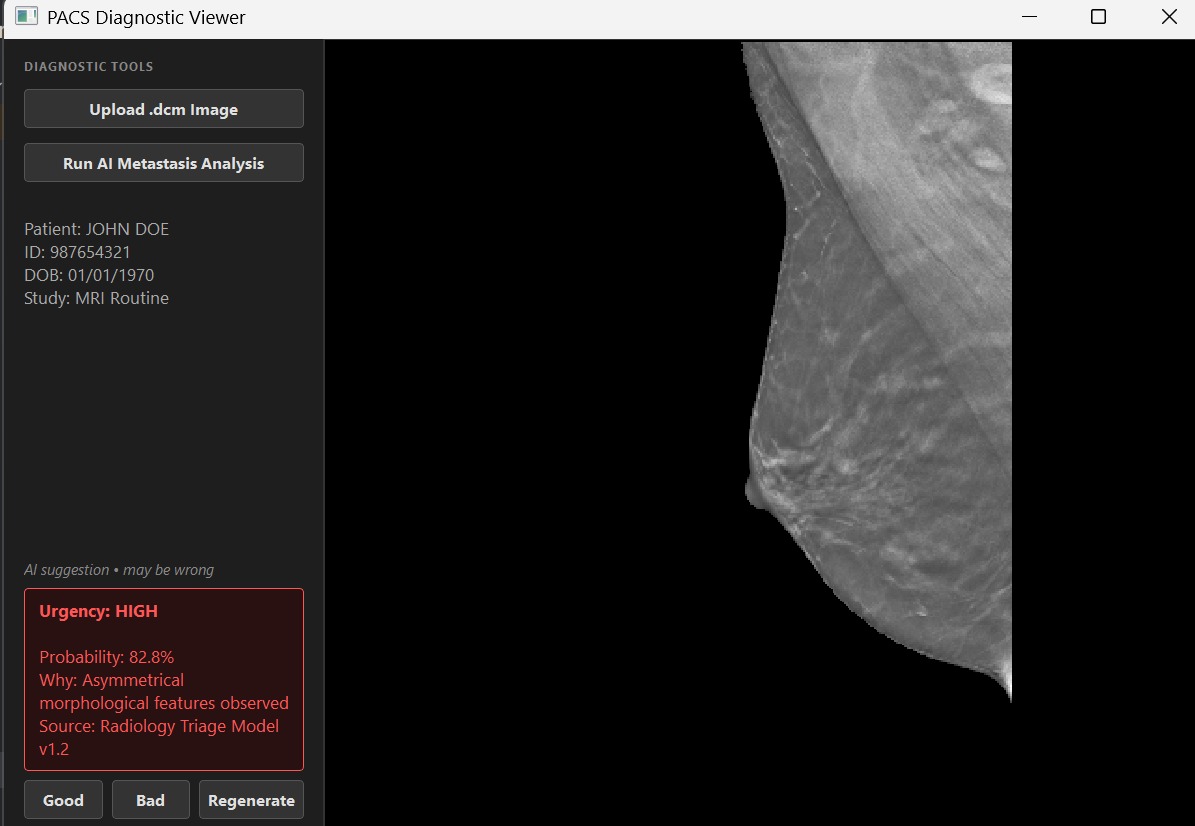 PACS Diagnostic Viewer
DIAGNOSTIC TOOLS
Upload .dcm Image
Run AI Metastasis Analysis
Patient: JOHN DOE
ID: 987654321
DOB: 01/01/1970
Study: MRI Routine
AI suggestion • may be wrong
Urgency: HIGH
Probability: 82.8%
Why: Asymmetrical
morphological features observed
Source: Radiology Triage Model
v1.2
Good Bad Regenerate